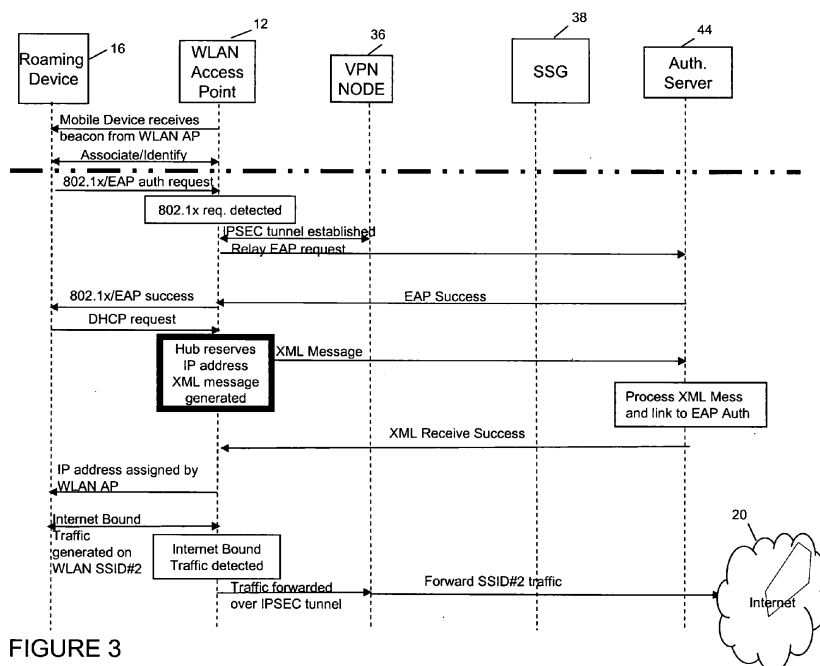 16
12
36
38
44
Roaming
Device
WLAN
Access
Point
VPN
NODE
SSG
Auth.
Server
Mobile Device receives
beacon from WLAN AP
Associate/Identify
802.1x/EAP auth request
802.1x req. detected
IPSEC tunnel established
Relay EAP request
802.1x/EAP success
EAP Success
DHCP request
Hub reserves
IP address
XML message
generated
XML Message
Process XML Mess
and link to EAP Auth
XML Receive Success
IP address assigned by
WLAN AP
Internet Bound
Traffic
generated on
WLAN SSID#2
Internet Bound
Traffic detected
20
Traffic forwarded
over IPSEC tunnel
Forward SSID#2 traffic
Internet
FIGURE 3